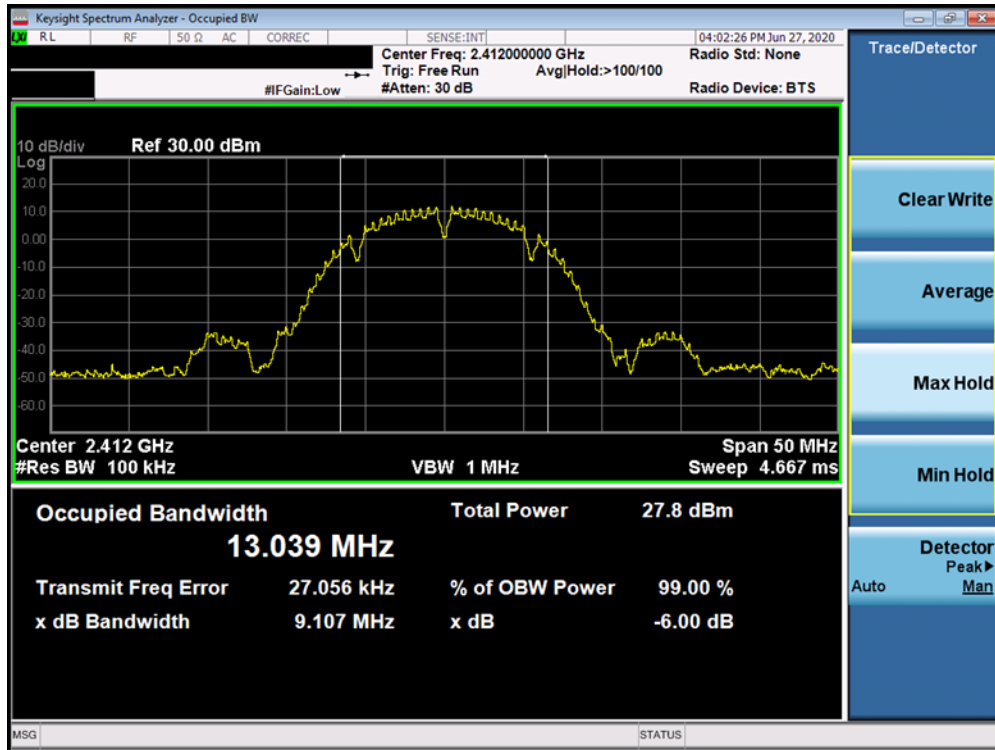 Keysight Spectrum Analyzer - Occupied BW
LXI RL RF 50 Ω AC CORREC SENSE:INT 04:02:26 PM Jun 27, 2020
Center Freq: 2.412000000 GHz Radio Std: None
Trig: Free Run Avg|Hold:>100/100
#IFGain:Low #Atten: 30 dB Radio Device: BTS
Trace/Detector
10 dB/div Ref 30.00 dBm
Log
20.0
10.0
0.00
-10.0
-20.0
-30.0
-40.0
-50.0
-60.0
Center 2.412 GHz Span 50 MHz
#Res BW 100 kHz VBW 1 MHz Sweep 4.667 ms
Occupied Bandwidth Total Power 27.8 dBm
13.039 MHz
Transmit Freq Error 27.056 kHz % of OBW Power 99.00 %
x dB Bandwidth 9.107 MHz x dB -6.00 dB
Clear Write
Average
Max Hold
Min Hold
Detector
Peak▶
Auto Man
MSG STATUS